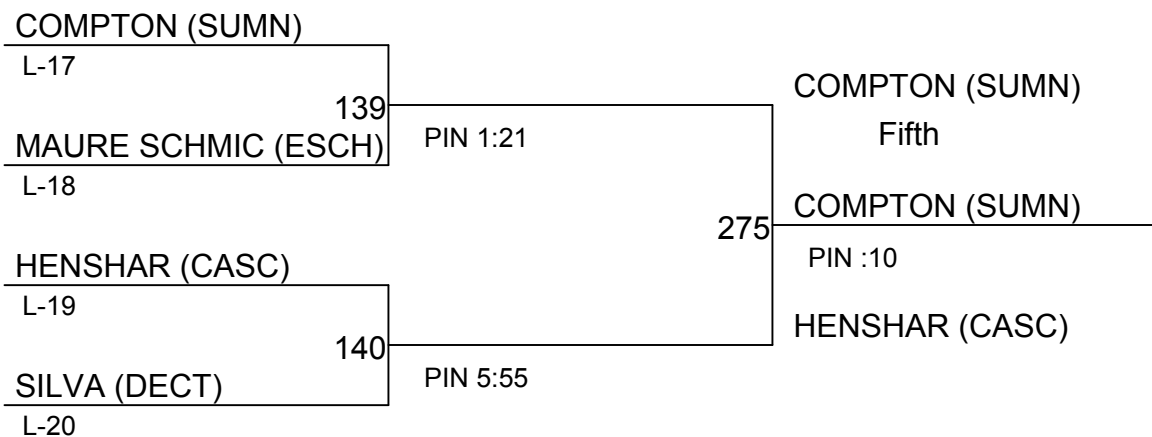 COMPTON (SUMN)
L-17
139
MAURE SCHMIC (ESCH)
L-18
PIN 1:21
HENSHAR (CASC)
L-19
140
SILVA (DECT)
L-20
PIN 5:55
275
COMPTON (SUMN)
Fifth
COMPTON (SUMN)
PIN :10
HENSHAR (CASC)